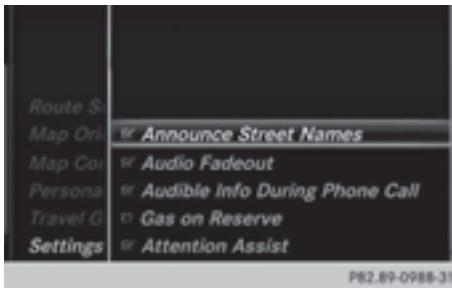 Route S
Map Ori
Announce Street Names
Map Con
Audio Fadeout
Persona
Audible Info During Phone Call
Travel G
Gas on Reserve
Settings
Attention Assist
P82.89-0988-31